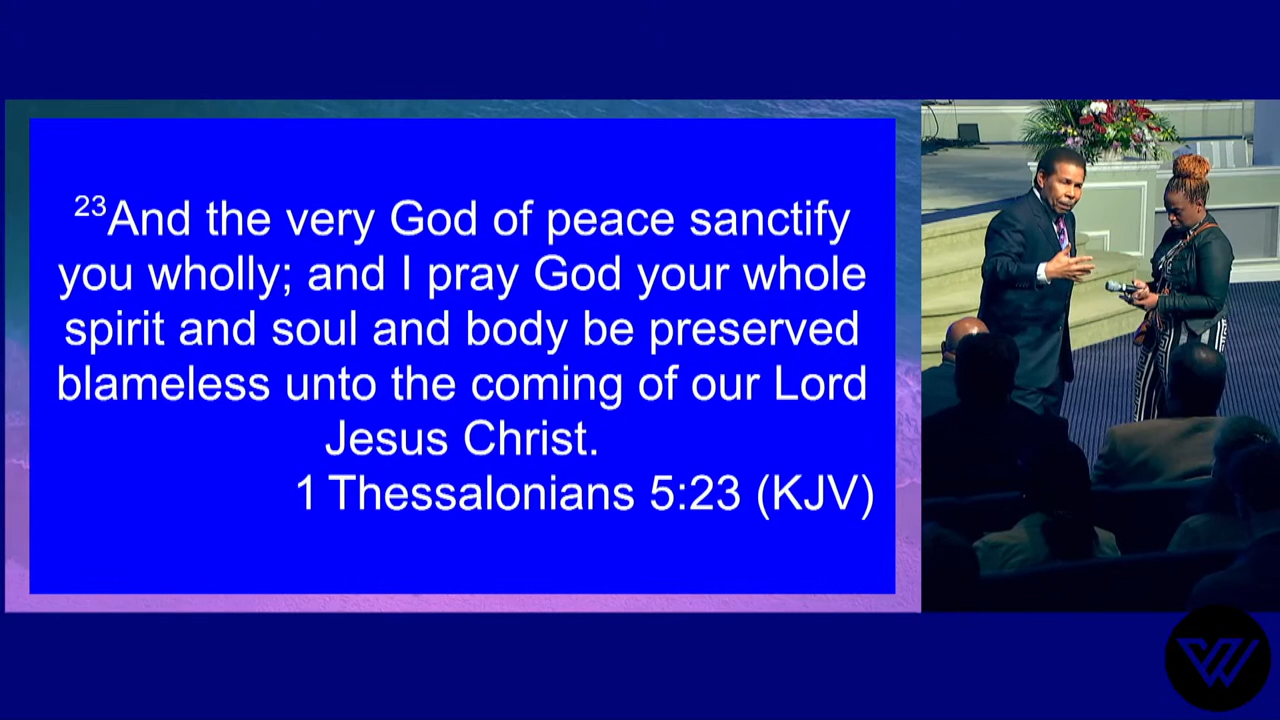 23And the very God of peace sanctify
you wholly; and I pray God your whole
spirit and soul and body be preserved
blameless unto the coming of our Lord
Jesus Christ.
1 Thessalonians 5:23 (KJV)